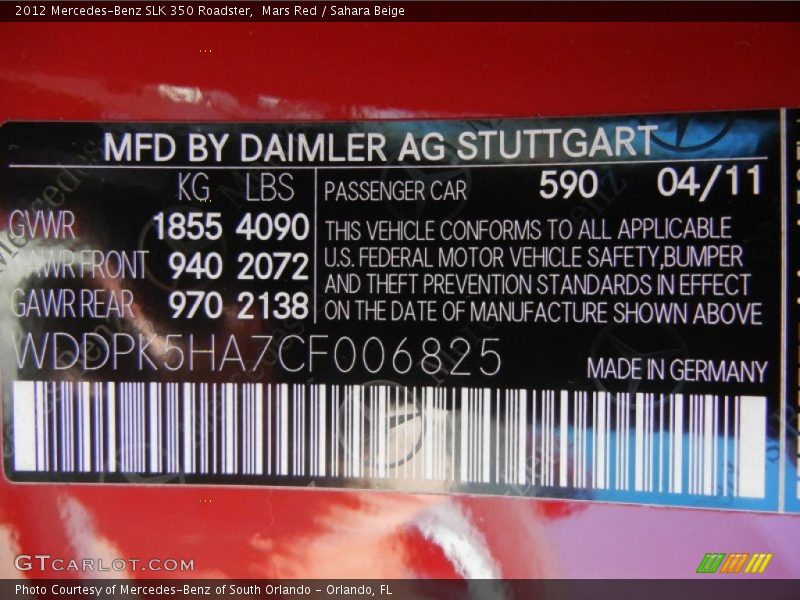 2012 Mercedes-Benz SLK 350 Roadster,  Mars Red / Sahara Beige
MFD BY DAIMLER AG STUTTGART
KG LBS
GVWR 1855 4090
GAWR FRONT 940 2072
GAWR REAR 970 2138
PASSENGER CAR 590 04/11
THIS VEHICLE CONFORMS TO ALL APPLICABLE
U.S. FEDERAL MOTOR VEHICLE SAFETY,BUMPER
AND THEFT PREVENTION STANDARDS IN EFFECT
ON THE DATE OF MANUFACTURE SHOWN ABOVE
WDDPK5HA7CF006825
MADE IN GERMANY
GTCARLOT.COM
Photo Courtesy of Mercedes-Benz of South Orlando - Orlando, FL